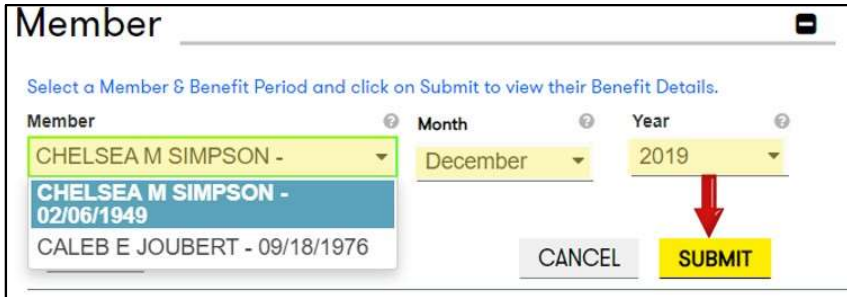 Member
Select a Member & Benefit Period and click on Submit to view their Benefit Details.
Member Month Year
CHELSEA M SIMPSON - December 2019
CHELSEA M SIMPSON -
02/06/1949
CALEB E JOUBERT - 09/18/1976
CANCEL SUBMIT